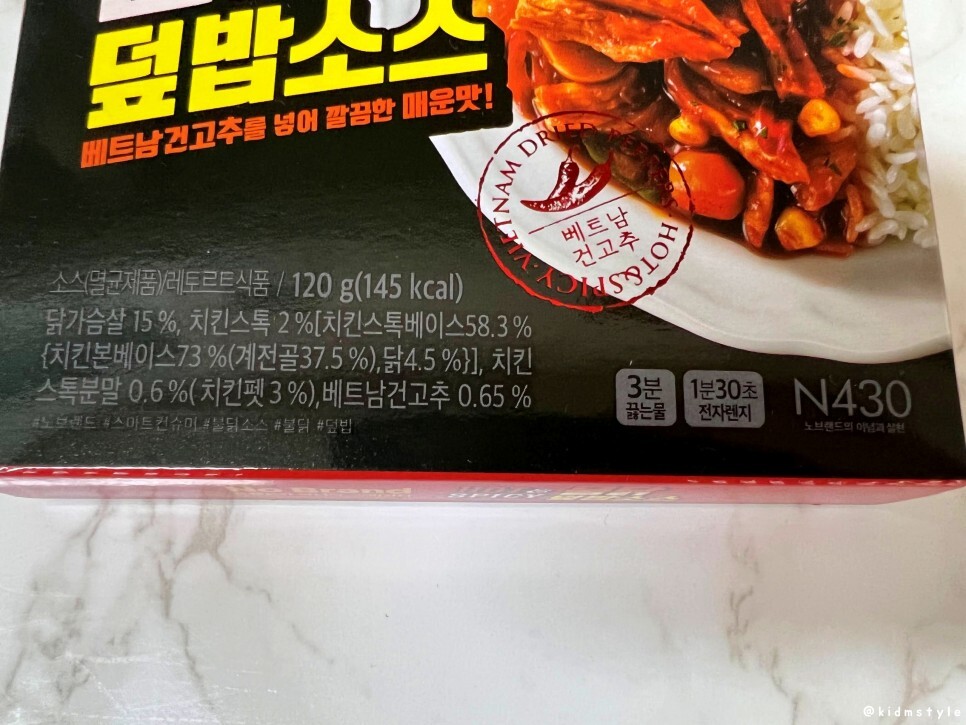 덮밥소스
베트남건고추를 넣어 깔끔한 매운맛!
VIETNAM DRIED
HOT&SPICY
베트남
건고추
소스(멸균제품)/레토르트식품 / 120 g(145 kcal)
닭가슴살 15 %, 치킨스톡 2 %[치킨스톡베이스58.3 %
{치킨본베이스73 %(계전골37.5 %),닭4.5 %}], 치킨
스톡분말 0.6 %( 치킨펫 3 %),베트남건고추 0.65 %
#노브랜드 #스마트컨슈머 #불닭소스 #불닭 #덮밥
3분
끓는물
1분30초
전자렌지
N430
노브랜드의 이념과 실천
No Brand
SPICY
@kidmstyle